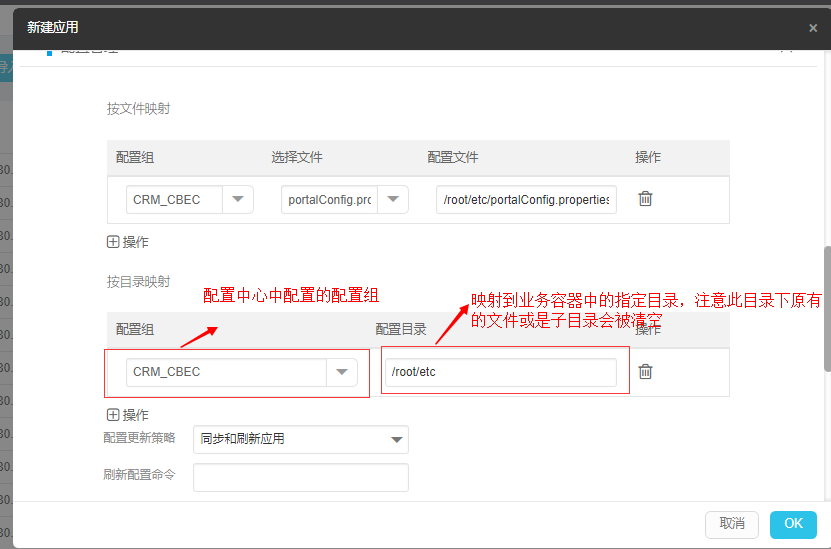 新建应用
×
按文件映射
配置组 选择文件 配置文件 操作
CRM_CBEC portalConfig.prc /root/etc/portalConfig.properties
操作
按目录映射
配置中心中配置的配置组
映射到业务容器中的指定目录，注意此目录下原有
的文件或是子目录会被清空
配置组 配置目录 操作
CRM_CBEC /root/etc
操作
配置更新策略 同步和刷新应用
刷新配置命令
取消 OK